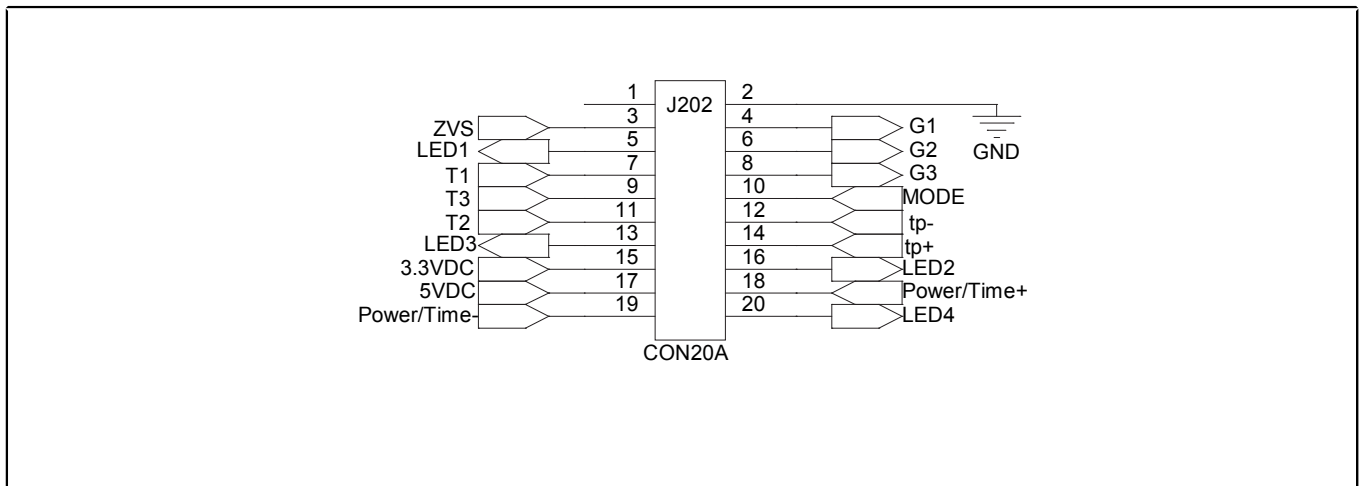 1 J202 2
ZVS 3 4 G1
LED1 5 6 G2 GND
T1 7 8 G3
T3 9 10 MODE
T2 11 12 tp-
LED3 13 14 tp+
3.3VDC 15 16 LED2
5VDC 17 18 Power/Time+
Power/Time- 19 20 LED4
CON20A